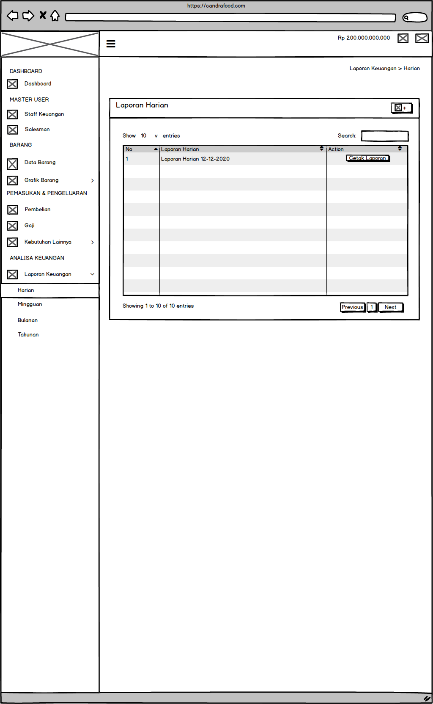 https://candrafood.com
Rp 200.000.000.000
Laporan Keuangan > Harian
DASHBOARD
Dashboard
MASTER USER
Staff Keuangan
Salesman
BARANG
Data Barang
Grafik Barang >
PEMASUKAN & PENGELUARAN
Pembelian
Gaji
Kebutuhan Lainnya >
ANALISA KEUANGAN
Laporan Keuangan
Harian
Mingguan
Bulanan
Tahunan
Laporan Harian
Show 10 v entries
Search
No Laporan Harian Action
1 Laporan Harian 12-12-2020 Cetak Laporan
Showing 1 to 10 of 10 entries
Previous 1 Next